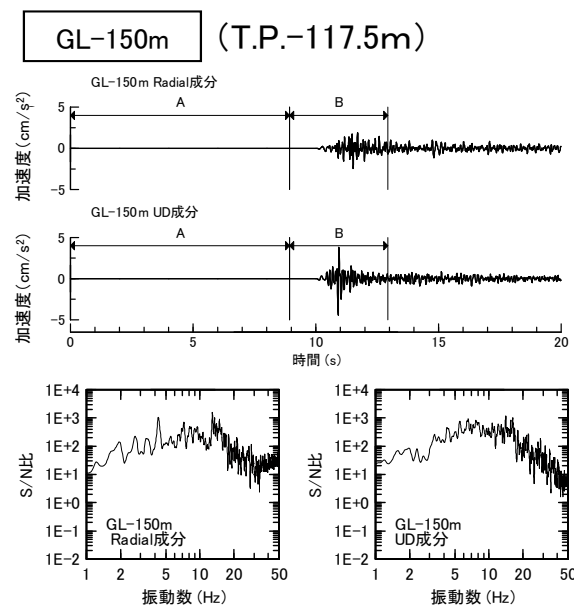 GL-150m (T.P.-117.5m)
GL-150m Radial成分
A B
加速度(cm/s²)
5
0
-5
GL-150m UD成分
A B
加速度(cm/s²)
5
0
-5
0 5 10 15 20
時間(s)
S/N比
1E+4
1E+3
1E+2
1E+1
1E+0
1E-1
1E-2
GL-150m
Radial成分
1 2 5 10 20 50
振動数(Hz)
S/N比
1E+4
1E+3
1E+2
1E+1
1E+0
1E-1
1E-2
GL-150m
UD成分
1 2 5 10 20 50
振動数(Hz)